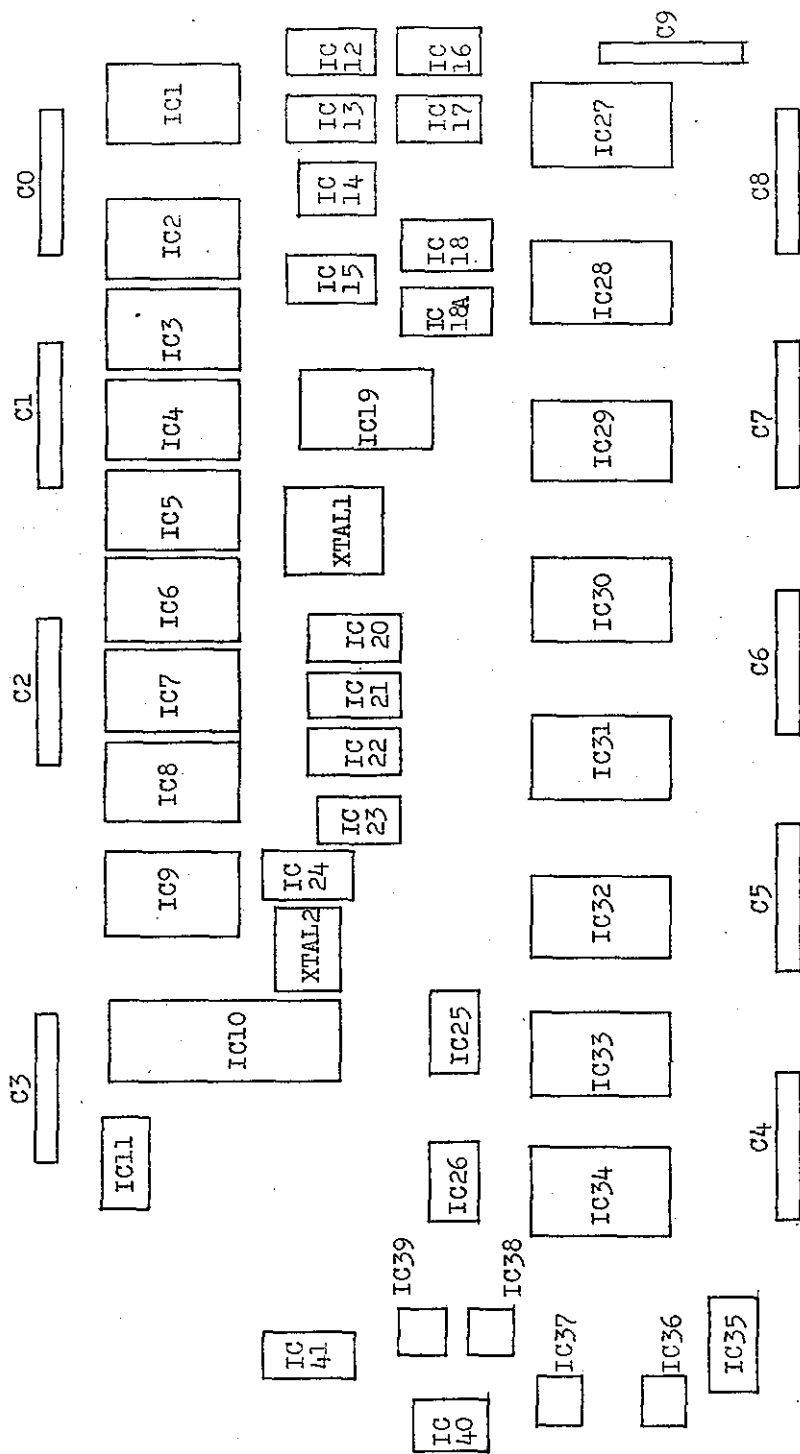 C3
C2
C1
C0
IC11
IC10
IC9
IC8
IC7
IC6
IC5
IC4
IC3
IC2
IC1
IC
41
XTAL2
IC
24
IC
23
IC
22
IC
21
IC
20
XTAL1
IC19
IC
15
IC
14
IC
13
IC
12
IC39
IC
40
IC38
IC26
IC25
IC
18A
IC
18
IC
17
IC
16
IC37
IC36
IC35
IC34
IC33
IC32
IC31
IC30
IC29
IC28
IC27
C9
C4
C5
C6
C7
C8